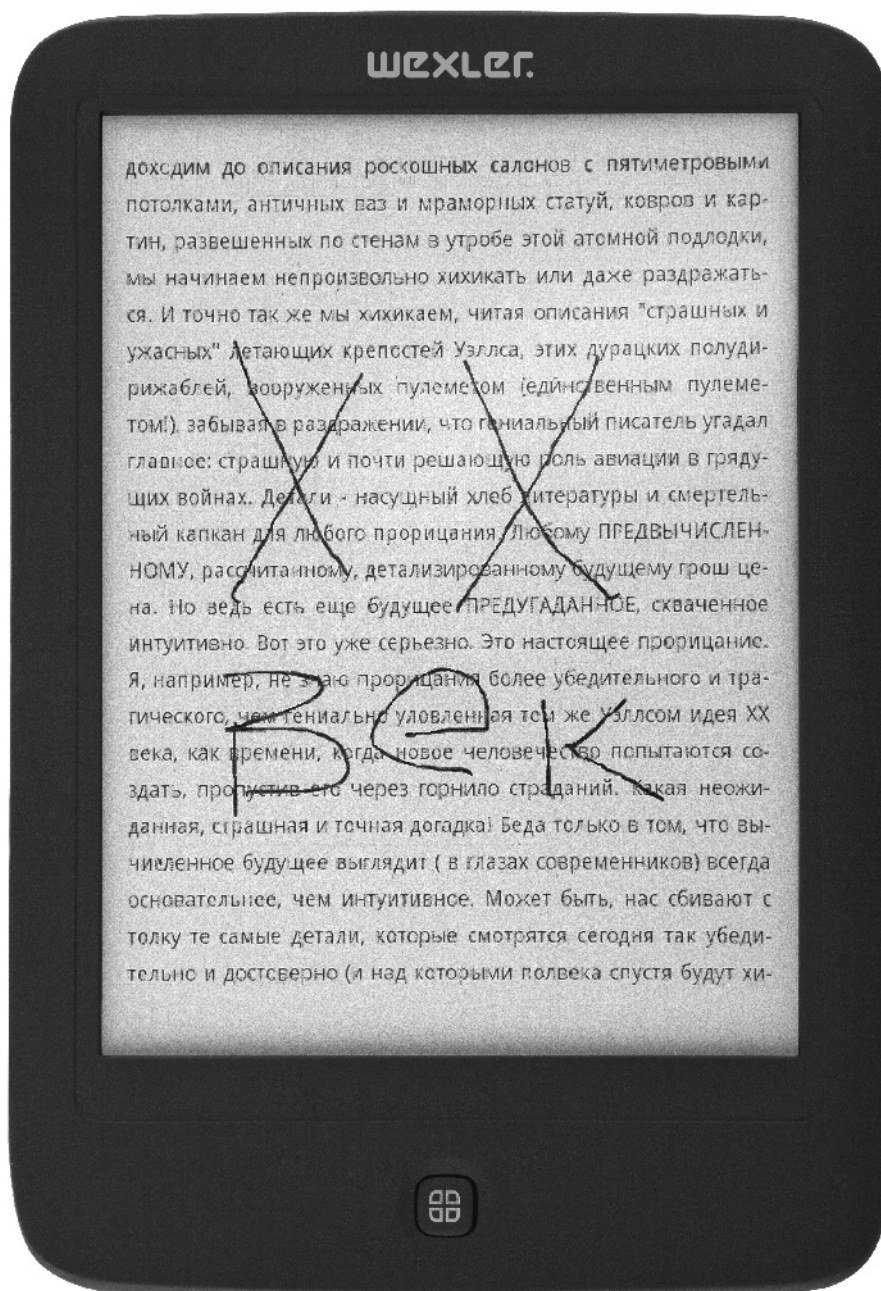 wexler.
доходим до описания роскошных салонов с пятиметровыми
потолками, античных ваз и мраморных статуй, ковров и кар-
тин, развешенных по стенам в утробе этой атомной подлодки,
мы начинаем непроизвольно хихикать или даже раздражать-
ся. И точно так же мы хихикаем, читая описания "страшных и
ужасных" летающих крепостей Уэллса, этих дурацких полуди-
рижаблей, вооруженных пулеметом (единственным пулеме-
том!), забывая в раздражении, что гениальный писатель угадал
главное: страшную и почти решающую роль авиации в гряду-
щих войнах. Детали - насущный хлеб литературы и смертель-
ный капкан для любого прорицания. Любому ПРЕДВЫЧИСЛЕН-
НОМУ, рассчитанному, детализированному будущему грош це-
на. Но ведь есть еще будущее ПРЕДУГАДАННОЕ, схваченное
интуитивно. Вот это уже серьезно. Это настоящее прорицание.
Я, например, не знаю прорицания более убедительного и тра-
гического, чем гениально уловленная тем же Уэллсом идея XX
века, как времени, когда новое человечество попытаются со-
здать, пропустив его через горнило страданий. Какая неожи-
данная, страшная и точная догадка! Беда только в том, что вы-
численное будущее выглядит ( в глазах современников) всегда
основательнее, чем интуитивное. Может быть, нас сбивают с
толку те самые детали, которые смотрятся сегодня так убеди-
тельно и достоверно (и над которыми полвека спустя будут хи-
XX
век